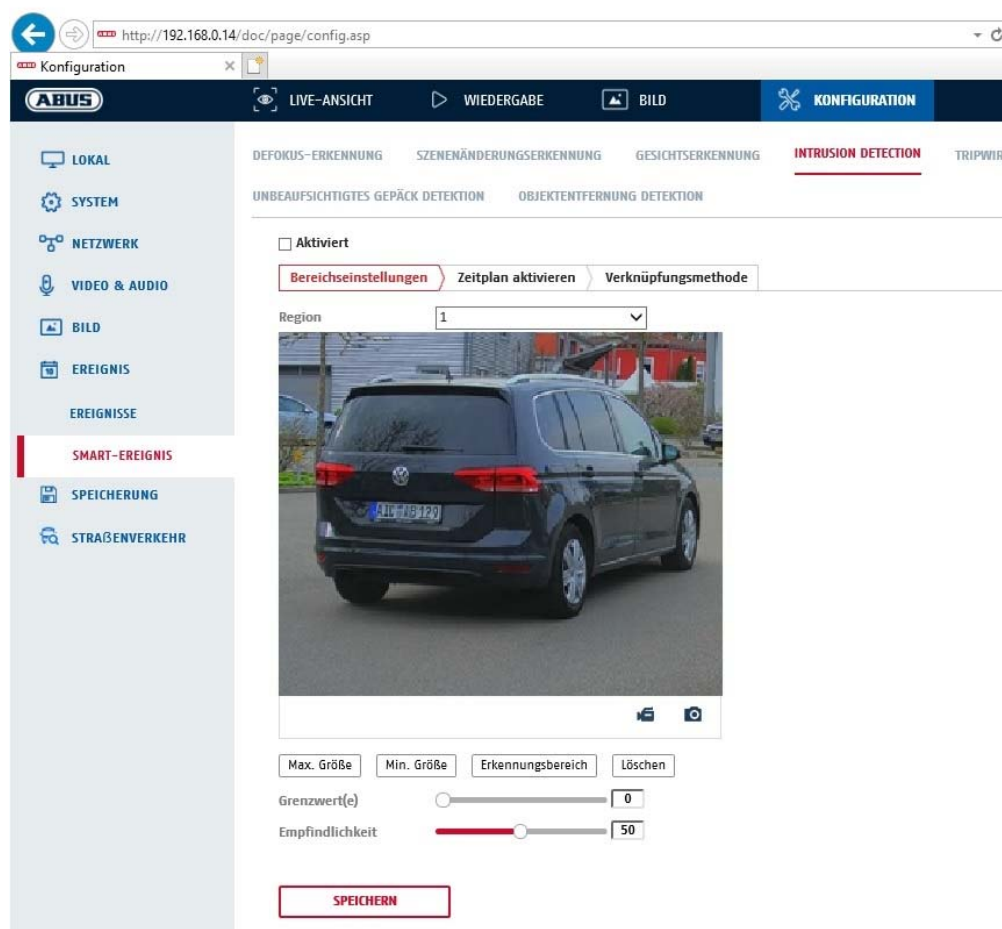 http://192.168.0.14/doc/page/config.asp
Konfiguration
ABUS LIVE-ANSICHT WIEDERGABE BILD KONFIGURATION
LOKAL
SYSTEM
NETZWERK
VIDEO & AUDIO
BILD
EREIGNIS
EREIGNISSE
SMART-EREIGNIS
SPEICHERUNG
STRAßENVERKEHR
DEFOKUS-ERKENNUNG SZENENÄNDERUNGSERKENNUNG GESICHTSERKENNUNG INTRUSION DETECTION TRIPWIR
UNBEAUFSICHTIGTES GEPÄCK DETEKTION OBJEKTENTFERNUNG DETEKTION
Aktiviert
Bereichseinstellungen Zeitplan aktivieren Verknüpfungsmethode
Region 1
AIC AB 129
Max. Größe Min. Größe Erkennungsbereich Löschen
Grenzwert(e) 0
Empfindlichkeit 50
SPEICHERN